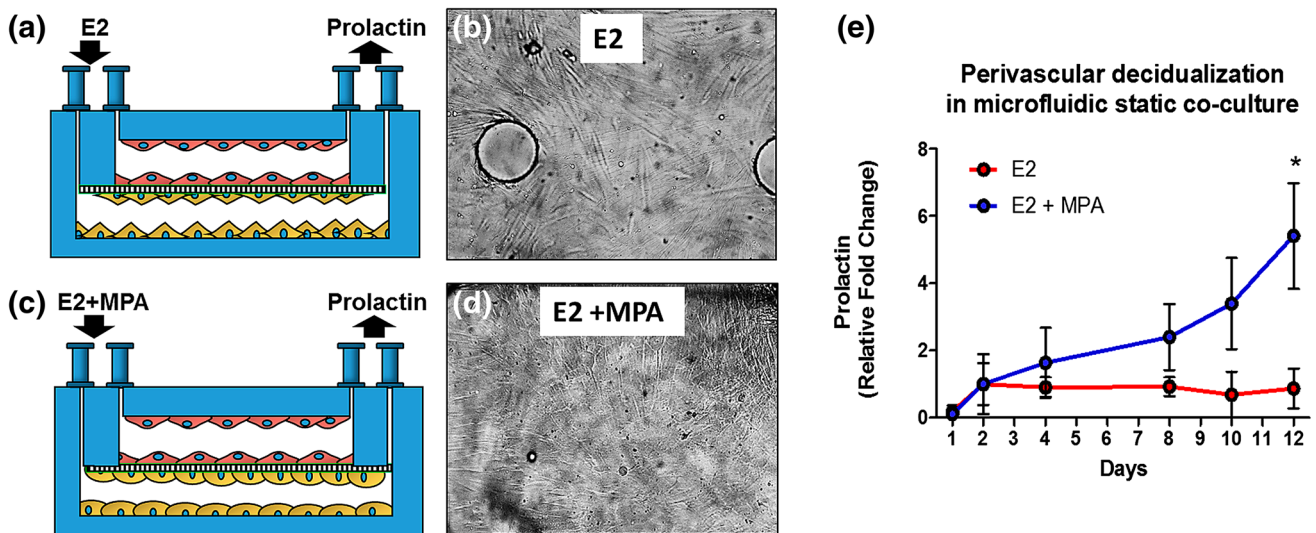 (a)
E2
Prolactin
(b)
E2
(c)
E2+MPA
Prolactin
(d)
E2 +MPA
(e)
Perivascular decidualization
in microfluidic static co-culture
Prolactin
(Relative Fold Change)
8
6
4
2
0
E2
E2 + MPA
*
1 2 3 4 5 6 7 8 9 10 11 12
Days